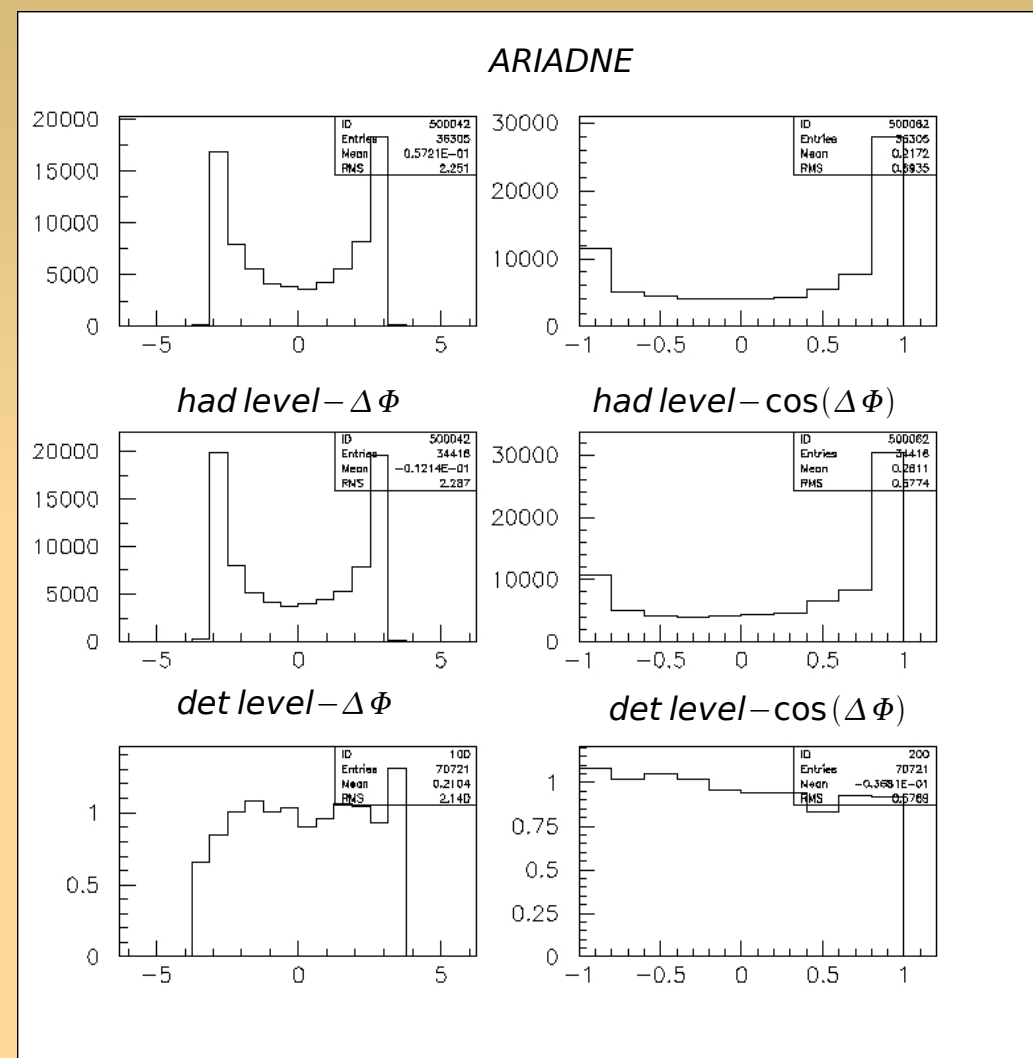 ARIADNE
ID 500042
Entries 36305
Mean 0.5721E-01
RMS 2.251
20000
15000
10000
5000
0
-5 0 5
ID 500062
Entries 36305
Mean 0.2172
RMS 0.6935
30000
20000
10000
0
-1 -0.5 0 0.5 1
had level-ΔΦ
had level-cos(ΔΦ)
ID 500042
Entries 34416
Mean -0.1214E-01
RMS 2.287
20000
15000
10000
5000
0
-5 0 5
ID 500062
Entries 34416
Mean 0.2611
RMS 0.6774
30000
20000
10000
0
-1 -0.5 0 0.5 1
det level-ΔΦ
det level-cos(ΔΦ)
ID 100
Entries 70721
Mean 0.2104
RMS 2.140
1
0.5
0
-5 0 5
ID 200
Entries 70721
Mean
RMS
1
0.75
0.5
0.25
0
-1 -0.5 0 0.5 1